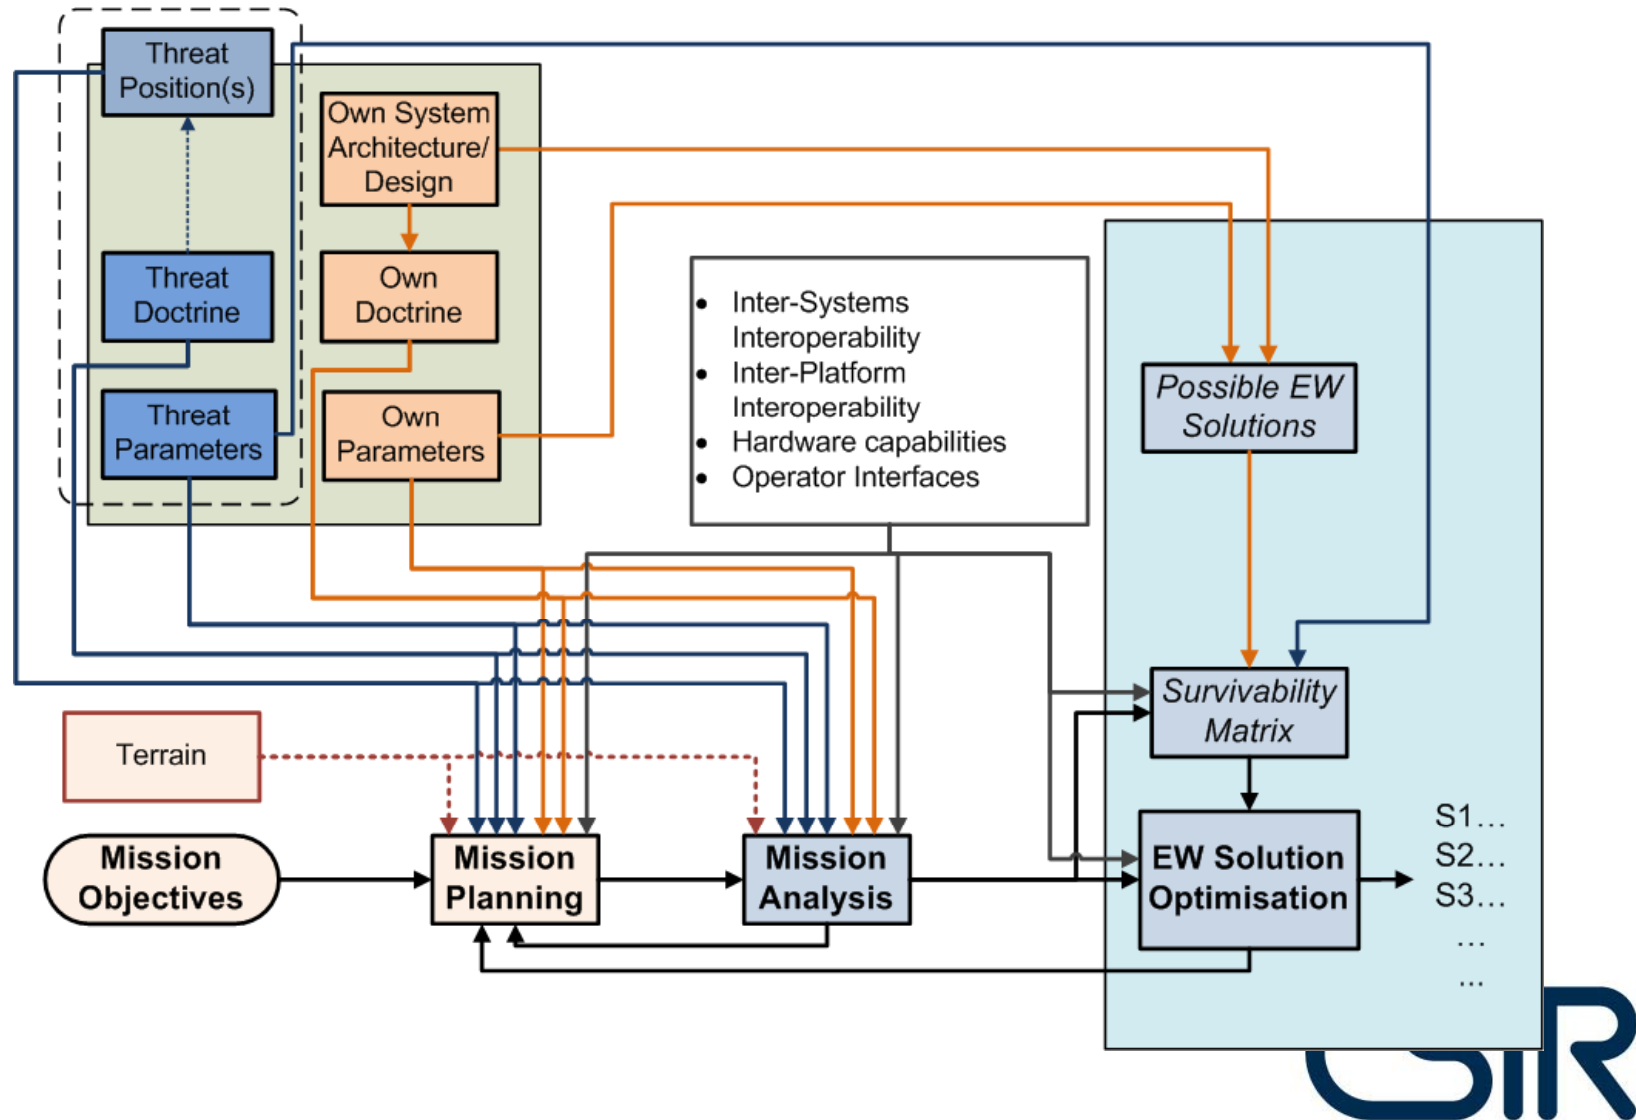 Threat
Position(s)
Own System
Architecture/
Design
Threat
Doctrine
Own
Doctrine
Threat
Parameters
Own
Parameters
• Inter-Systems
Interoperability
• Inter-Platform
Interoperability
• Hardware capabilities
• Operator Interfaces
Possible EW
Solutions
Survivability
Matrix
Terrain
Mission
Objectives
Mission
Planning
Mission
Analysis
EW Solution
Optimisation
S1...
S2...
S3...
...
...
CSIR